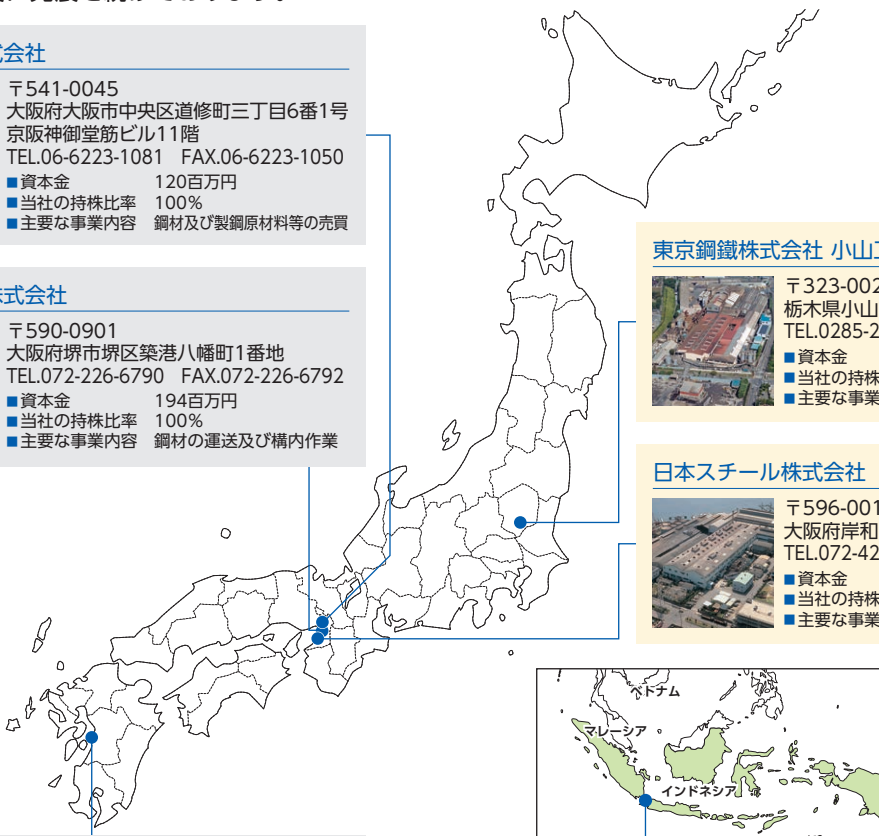 式会社
〒541-0045
大阪府大阪市中央区道修町三丁目6番1号
京阪神御堂筋ビル11階
TEL.06-6223-1081 FAX.06-6223-1050
■資本金 120百万円
■当社の持株比率 100%
■主要な事業内容 鋼材及び製鋼原材料等の売買
株式会社
〒590-0901
大阪府堺市堺区築港八幡町1番地
TEL.072-226-6790 FAX.072-226-6792
■資本金 194百万円
■当社の持株比率 100%
■主要な事業内容 鋼材の運送及び構内作業
東京鋼鐵株式会社 小山
〒323-002
栃木県小山
TEL.0285-2
■資本金
■当社の持株
■主要な事業
日本スチール株式会社
〒596-001
大阪府岸和
TEL.072-42
■資本金
■当社の持株
■主要な事業
ベトナム
マレーシア
インドネシア